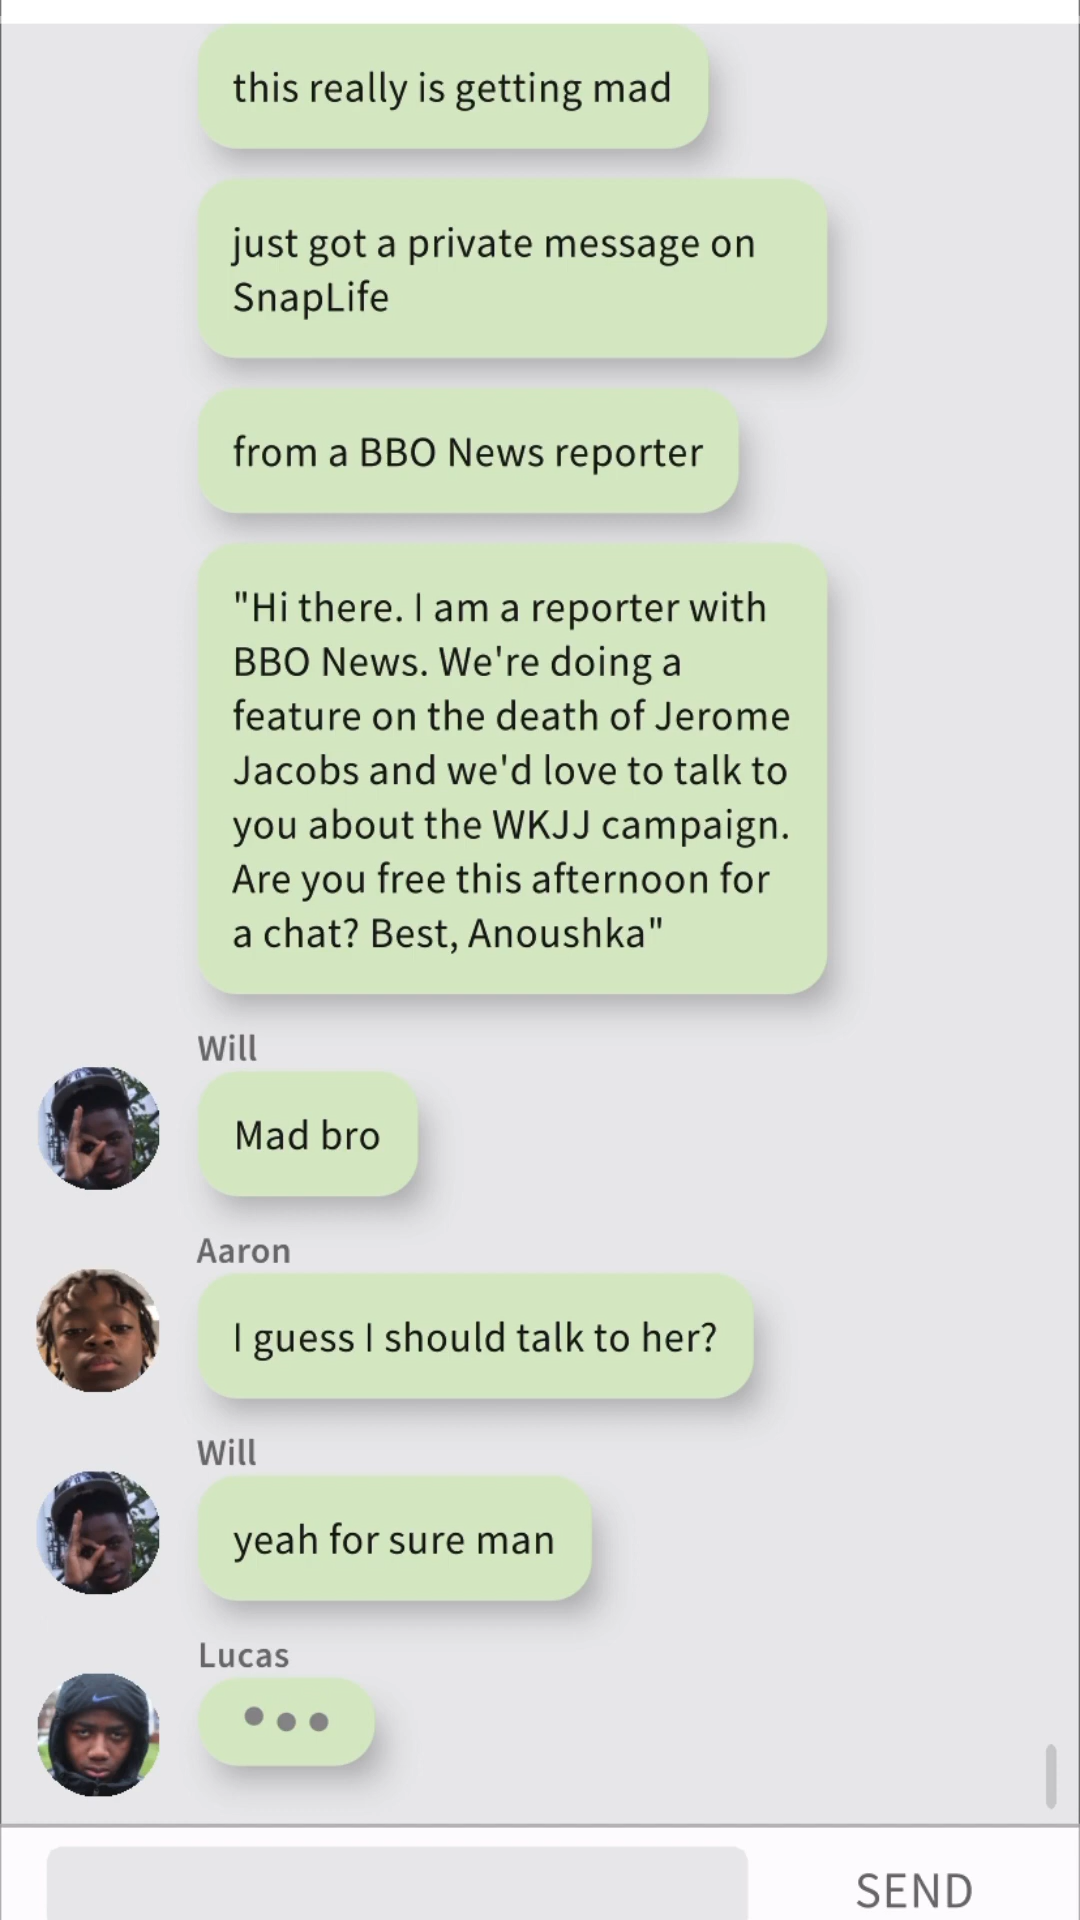 this really is getting mad
just got a private message on
SnapLife
from a BBO News reporter
"Hi there. I am a reporter with
BBO News. We're doing a
feature on the death of Jerome
Jacobs and we'd love to talk to
you about the WKJJ campaign.
Are you free this afternoon for
a chat? Best, Anoushka"
Will
Mad bro
Aaron
I guess I should talk to her?
Will
yeah for sure man
Lucas
SEND